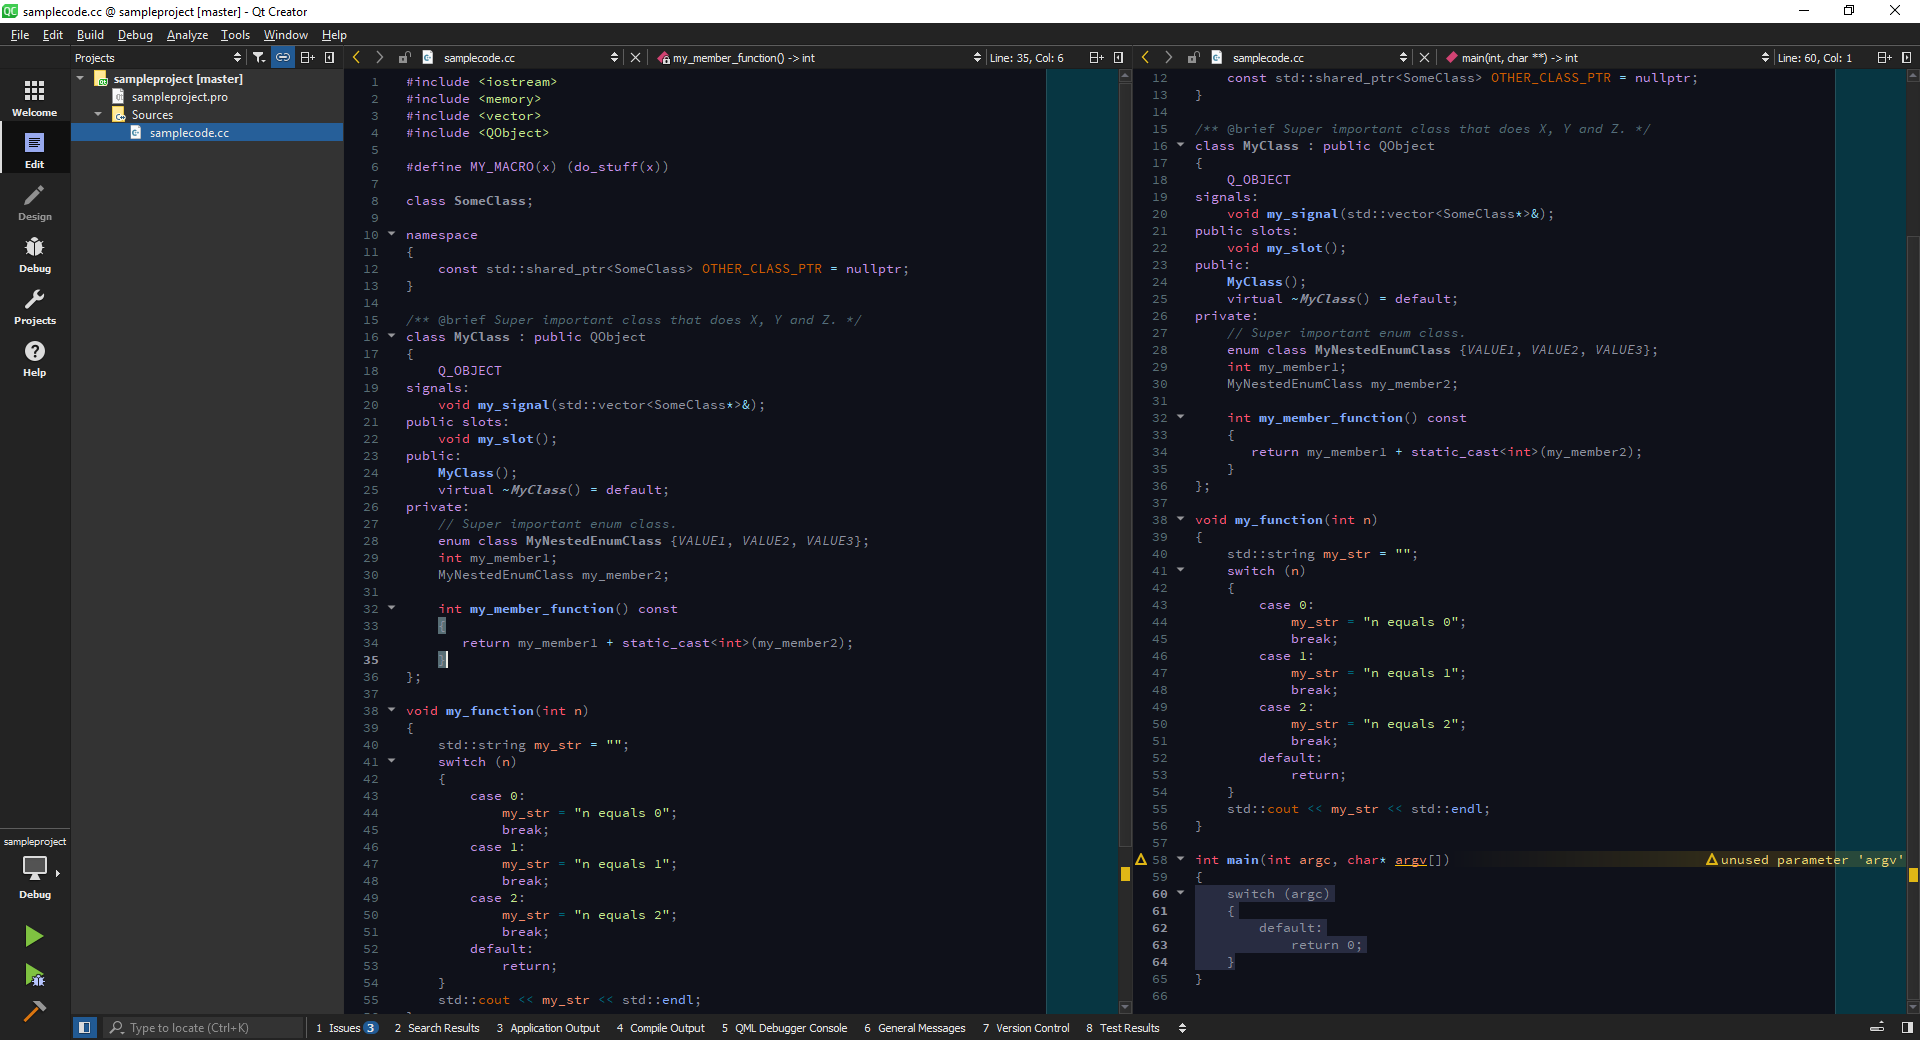 samplecode.cc @ sampleproject [master] - Qt Creator
File Edit Build Debug Analyze Tools Window Help
Projects
samplecode.cc
my_member_function() -> int
Line: 35, Col: 6
samplecode.cc
main(int, char **) -> int
Line: 60, Col: 1
Welcome
Edit
Design
Debug
Projects
Help
sampleproject
Debug
sampleproject [master]
sampleproject.pro
Sources
samplecode.cc
1 #include <iostream>
2 #include <memory>
3 #include <vector>
4 #include <QObject>
5
6 #define MY_MACRO(x) (do_stuff(x))
7
8 class SomeClass;
9
10 namespace
11 {
12 const std::shared_ptr<SomeClass> OTHER_CLASS_PTR = nullptr;
13 }
14
15 /** @brief Super important class that does X, Y and Z. */
16 class MyClass : public QObject
17 {
18 Q_OBJECT
19 signals:
20 void my_signal(std::vector<SomeClass*>&);
21 public slots:
22 void my_slot();
23 public:
24 MyClass();
25 virtual ~MyClass() = default;
26 private:
27 // Super important enum class.
28 enum class MyNestedEnumClass {VALUE1, VALUE2, VALUE3};
29 int my_member1;
30 MyNestedEnumClass my_member2;
31
32 int my_member_function() const
33 {
34 return my_member1 + static_cast<int>(my_member2);
35 }
36 };
37
38 void my_function(int n)
39 {
40 std::string my_str = "";
41 switch (n)
42 {
43 case 0:
44 my_str = "n equals 0";
45 break;
46 case 1:
47 my_str = "n equals 1";
48 break;
49 case 2:
50 my_str = "n equals 2";
51 break;
52 default:
53 return;
54 }
55 std::cout << my_str << std::endl;
12 const std::shared_ptr<SomeClass> OTHER_CLASS_PTR = nullptr;
13 }
14
15 /** @brief Super important class that does X, Y and Z. */
16 class MyClass : public QObject
17 {
18 Q_OBJECT
19 signals:
20 void my_signal(std::vector<SomeClass*>&);
21 public slots:
22 void my_slot();
23 public:
24 MyClass();
25 virtual ~MyClass() = default;
26 private:
27 // Super important enum class.
28 enum class MyNestedEnumClass {VALUE1, VALUE2, VALUE3};
29 int my_member1;
30 MyNestedEnumClass my_member2;
31
32 int my_member_function() const
33 {
34 return my_member1 + static_cast<int>(my_member2);
35 }
36 };
37
38 void my_function(int n)
39 {
40 std::string my_str = "";
41 switch (n)
42 {
43 case 0:
44 my_str = "n equals 0";
45 break;
46 case 1:
47 my_str = "n equals 1";
48 break;
49 case 2:
50 my_str = "n equals 2";
51 break;
52 default:
53 return;
54 }
55 std::cout << my_str << std::endl;
56 }
57
58 int main(int argc, char* argv[]) unused parameter 'argv'
59 {
60 switch (argc)
61 {
62 default:
63 return 0;
64 }
65 }
66
Type to locate (Ctrl+K) 1 Issues 3 2 Search Results 3 Application Output 4 Compile Output 5 QML Debugger Console 6 General Messages 7 Version Control 8 Test Results